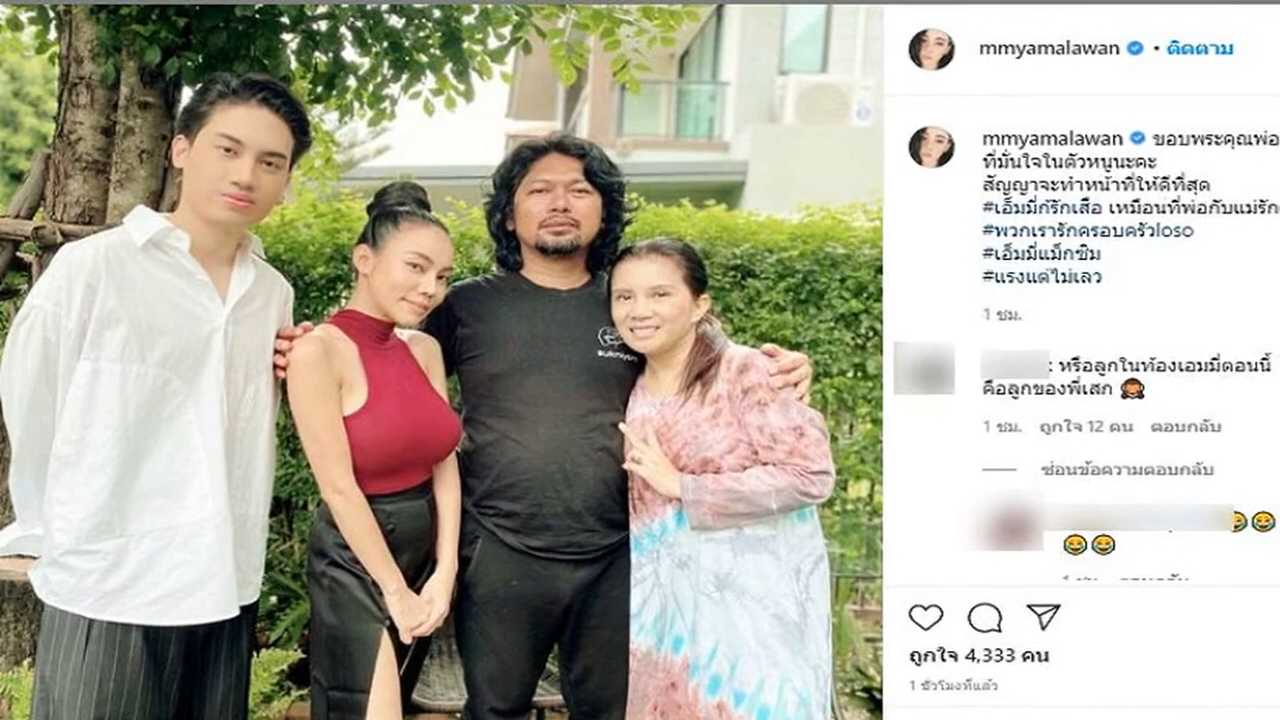 mmyamalawan • ติดตาม
mmyamalawan ขอบพระคุณพ่อ
ที่มั่นใจในตัวหนูนะคะ
สัญญาจะทำหน้าที่ให้ดีที่สุด
#เอ็มมี่ก็รักเสือ เหมือนที่พ่อกับแม่รัก
#พวกเรารักครอบครัวloso
#เอ็มมี่แม็กซิม
#แรงแต่ไม่เลว
1 ชม.
: หรือลูกในท้องเอมมี่ตอนนี้
คือลูกของพี่เสก 🙊
1 ชม. ถูกใจ 12 คน ตอบกลับ
ซ่อนข้อความตอบกลับ
😂😂
😂😂
1 ชม. ตอบกลับ
ถูกใจ 4,333 คน
1 ชั่วโมงที่แล้ว